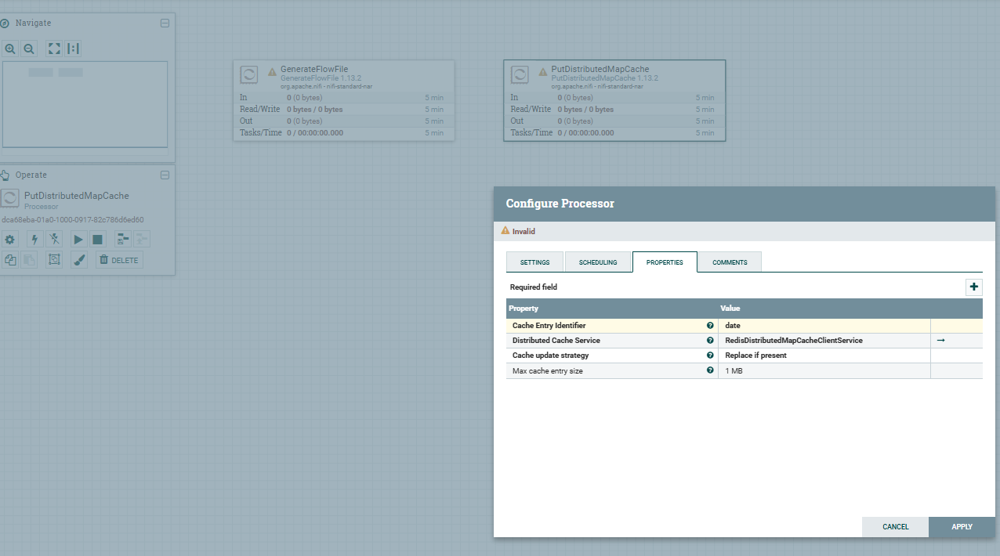 Navigate
GenerateFlowFile
GenerateFlowFile 1.13.2
org.apache.nifi - nifi-standard-nar
In 0 (0 bytes) 5 min
Read/Write 0 bytes / 0 bytes 5 min
Out 0 (0 bytes) 5 min
Tasks/Time 0 / 00:00:00.000 5 min
PutDistributedMapCache
PutDistributedMapCache 1.13.2
org.apache.nifi - nifi-standard-nar
In 0 (0 bytes) 5 min
Read/Write 0 bytes / 0 bytes 5 min
Out 0 (0 bytes) 5 min
Tasks/Time 0 / 00:00:00.000 5 min
Operate
PutDistributedMapCache
Processor
dca68eba-01a0-1000-0917-82c786d6ed60
DELETE
Configure Processor
Invalid
SETTINGS SCHEDULING PROPERTIES COMMENTS
Required field
Property Value
Cache Entry Identifier date
Distributed Cache Service RedisDistributedMapCacheClientService
Cache update strategy Replace if present
Max cache entry size 1 MB
CANCEL APPLY